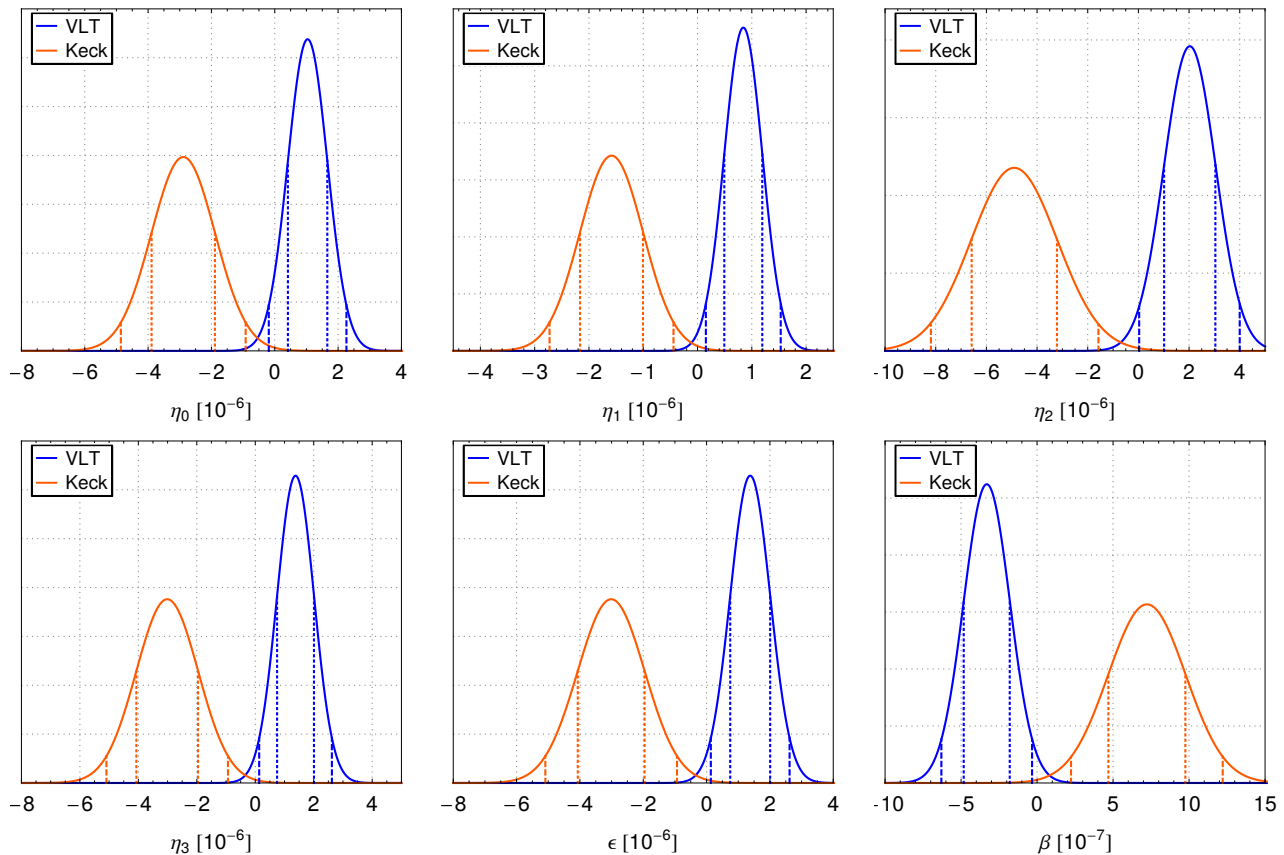 VLT
Keck
−8 −6 −4 −2 0 2 4
η0 [10−6]
VLT
Keck
−4 −3 −2 −1 0 1 2
η1 [10−6]
VLT
Keck
-10 −8 −6 −4 −2 0 2 4
η2 [10−6]
VLT
Keck
−8 −6 −4 −2 0 2 4
η3 [10−6]
VLT
Keck
−8 −6 −4 −2 0 2 4
ϵ [10−6]
VLT
Keck
-10 −5 0 5 10 15
β [10−7]